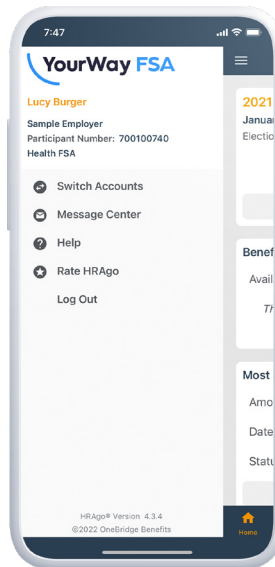 7:47
YourWay FSA
Lucy Burger
Sample Employer
Participant Number: 700100740
Health FSA
Switch Accounts
Message Center
Help
Rate HRAgo
Log Out
HRAgo® Version 4.3.4
©2022 OneBridge Benefits
2021
Januar
Electio
Benef
Avail
Th
Most
Amo
Date
Statu
Home